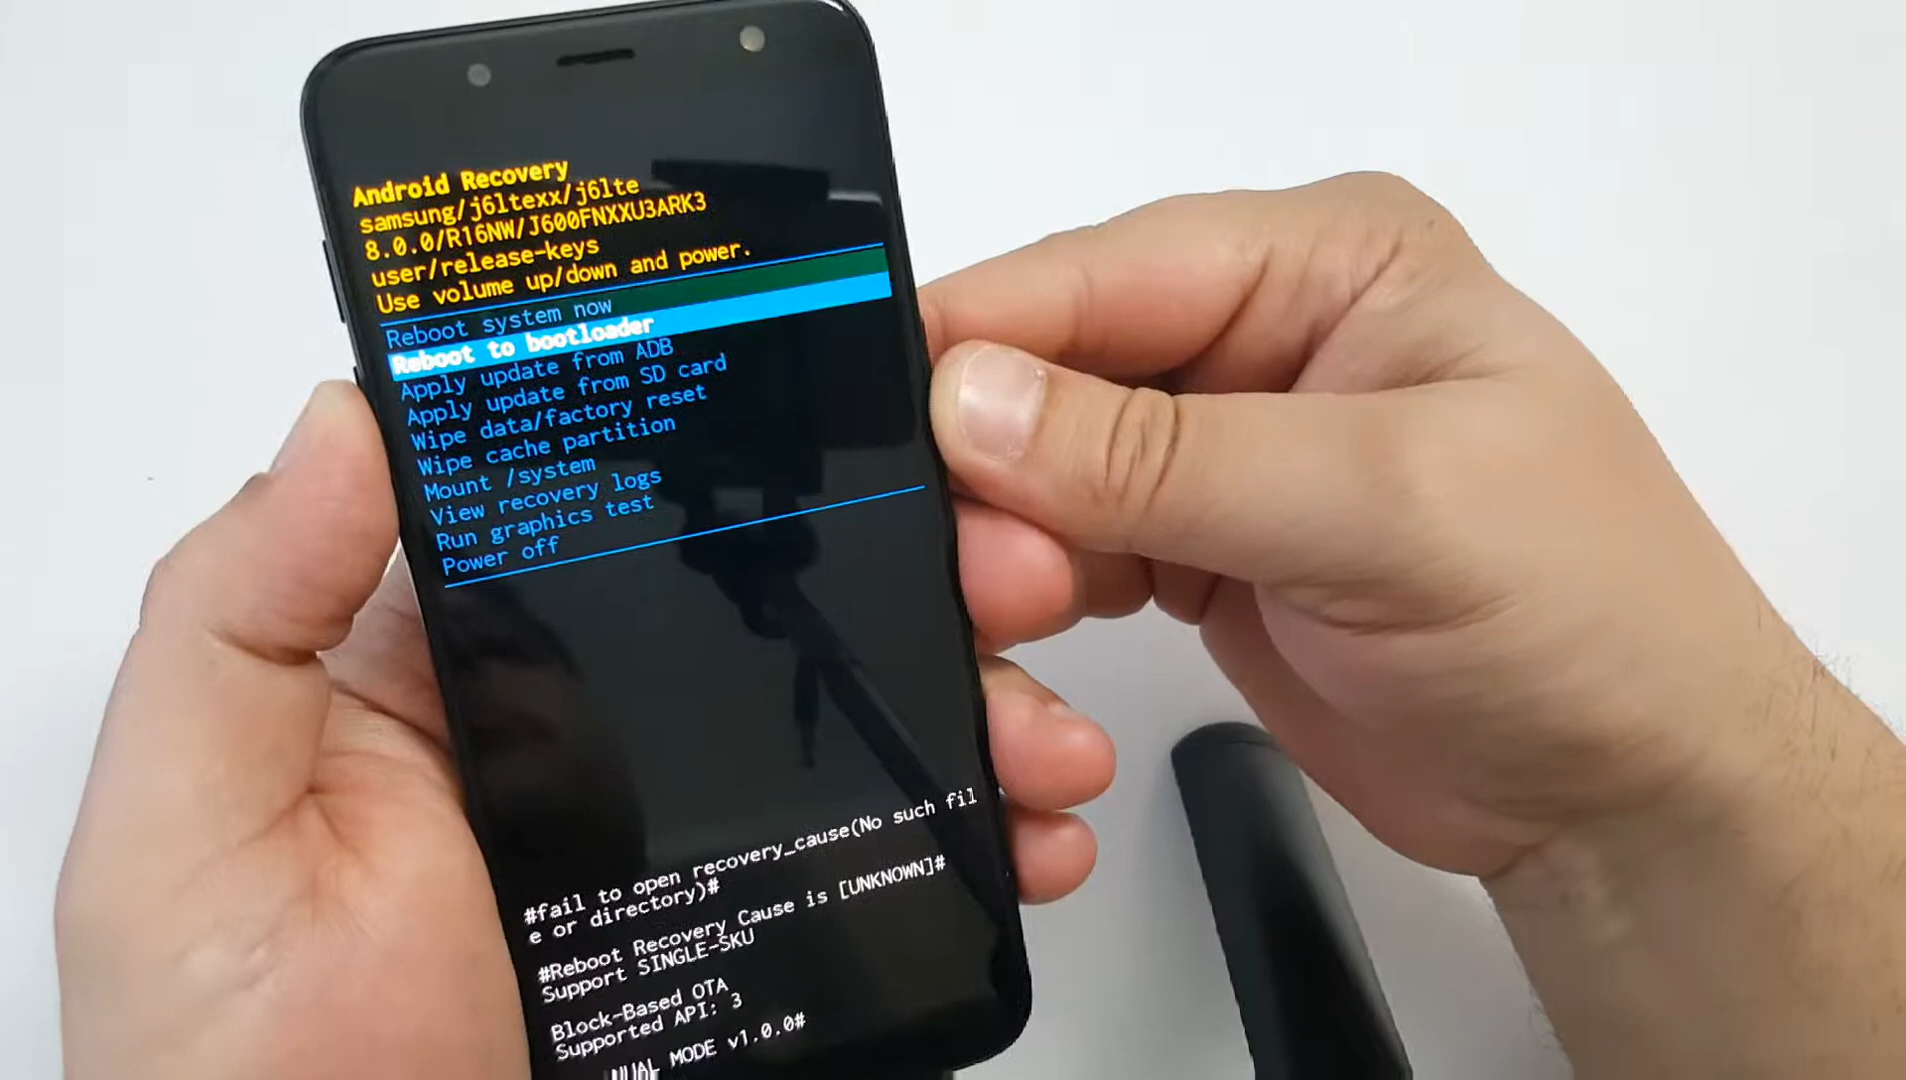 Android Recovery
samsung/j6ltexx/j6lte
8.0.0/R16NW/J600FNXXU3ARK3
user/release-keys
Use volume up/down and power.
Reboot system now
Reboot to bootloader
Apply update from ADB
Apply update from SD card
Wipe data/factory reset
Wipe cache partition
Mount /system
View recovery logs
Run graphics test
Power off
#fail to open recovery_cause(No such fil
e or directory)#
#Reboot Recovery Cause is [UNKNOWN]#
Support SINGLE-SKU
Block-Based OTA
Supported API: 3
MODE v1.0.0#